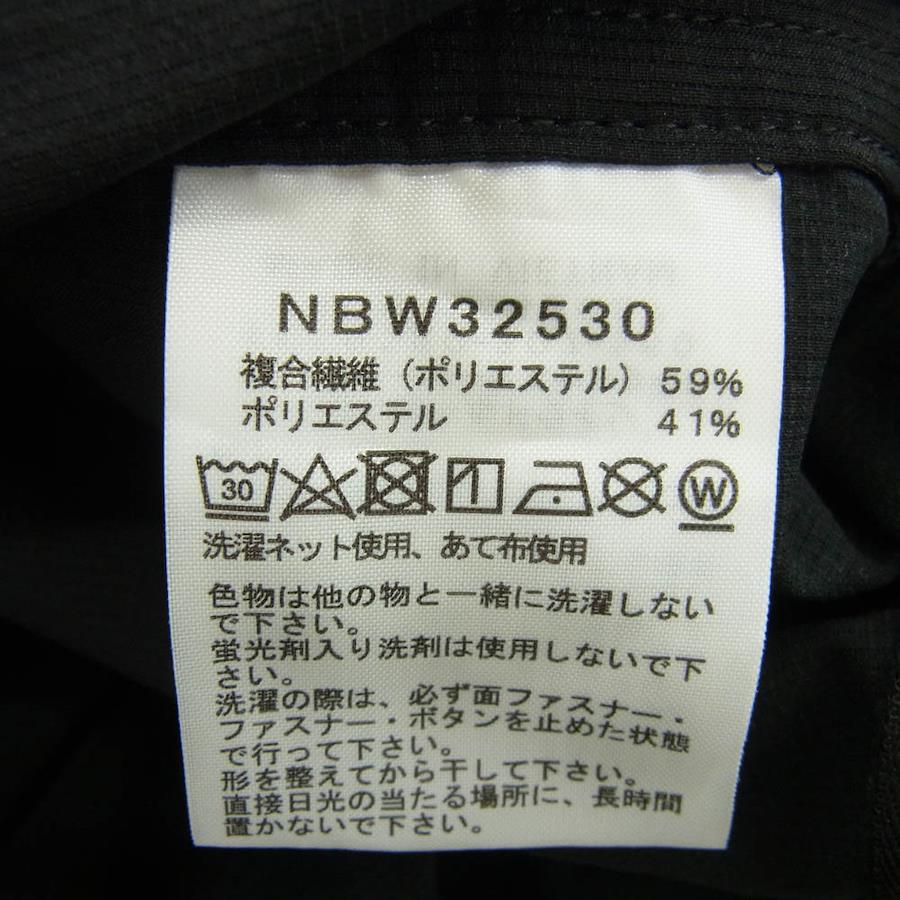 NBW32530
複合繊維（ポリエステル） 59%
ポリエステル 41%
30 W
洗濯ネット使用、あて布使用
色物は他の物と一緒に洗濯しない
で下さい。
蛍光剤入り洗剤は使用しないで下
さい。
洗濯の際は、必ず面ファスナー・
ファスナー・ボタンを止めた状態
で行って下さい。
形を整えてから干して下さい。
直接日光の当たる場所に、長時間
置かないで下さい。